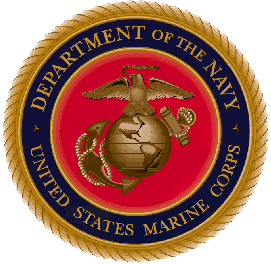 DEPARTMENT OF THE NAVY
UNITED STATES MARINE CORPS